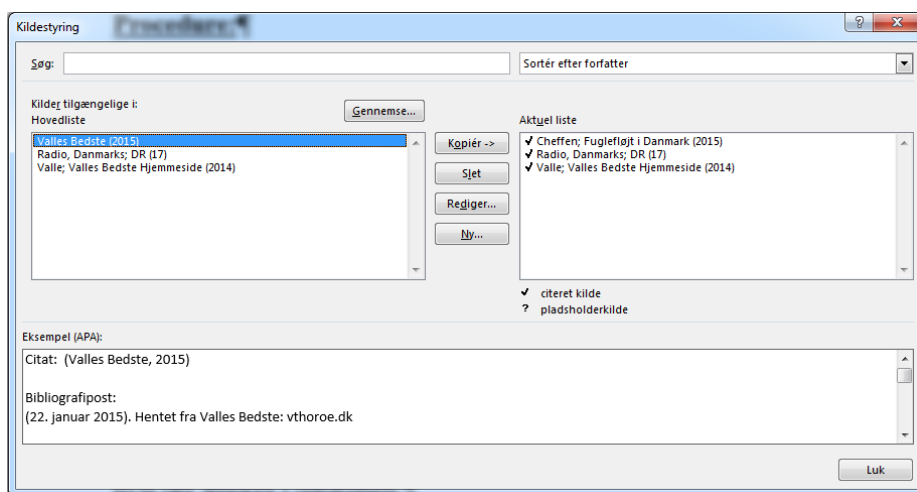 Procedure:¶
Kildestyring
Søg:
Sortér efter forfatter
Kilder tilgængelige i:
Hovedliste
Gennemse...
Aktuel liste
Valles Bedste (2015)
Radio, Danmarks; DR (17)
Valle; Valles Bedste Hjemmeside (2014)
Kopiér ->
Slet
Rediger...
Ny...
✓ Cheffen; Fuglefløjt i Danmark (2015)
✓ Radio, Danmarks; DR (17)
✓ Valle; Valles Bedste Hjemmeside (2014)
✓ citeret kilde
? pladsholderkilde
Eksempel (APA):
Citat: (Valles Bedste, 2015)
Bibliografipost:
(22. januar 2015). Hentet fra Valles Bedste: vthoroe.dk
Luk